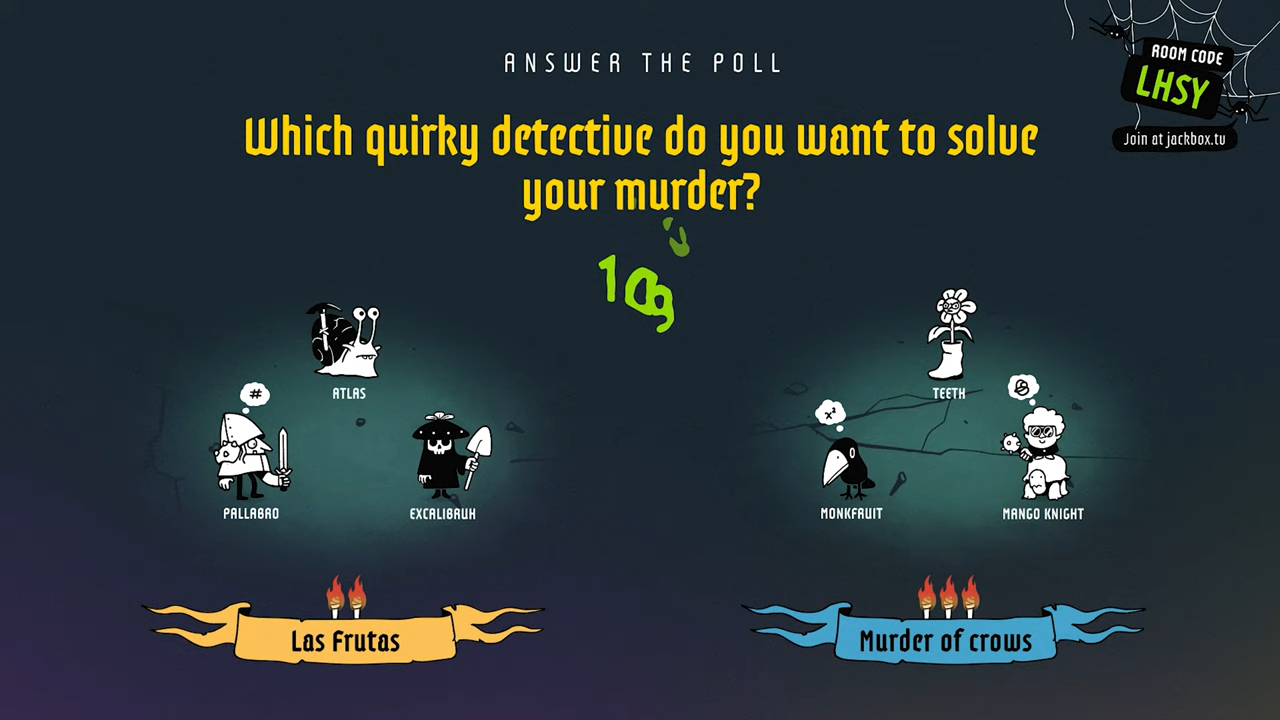 ANSWER THE POLL
ROOM CODE
LHSY
Join at jackbox.tv
Which quirky detective do you want to solve
your murder?
ATLAS
TEETH
#
x²
PALLABRO
EXCALIBRUH
MONKFRUIT
MANGO KNIGHT
Las Frutas
Murder of crows